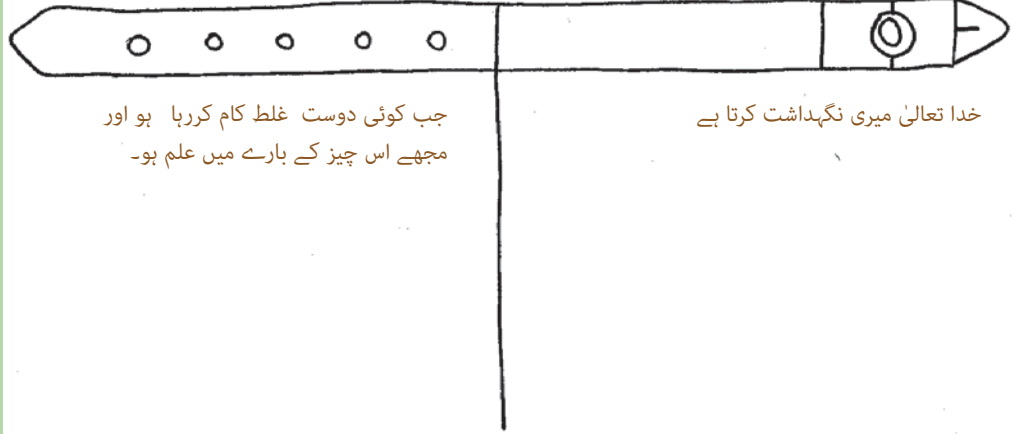 خدا تعالیٰ میری نگہداشت کرتا ہے
جب کوئی دوست غلط کام کررہا ہو اور
مجھے اس چیز کے بارے میں علم ہو۔